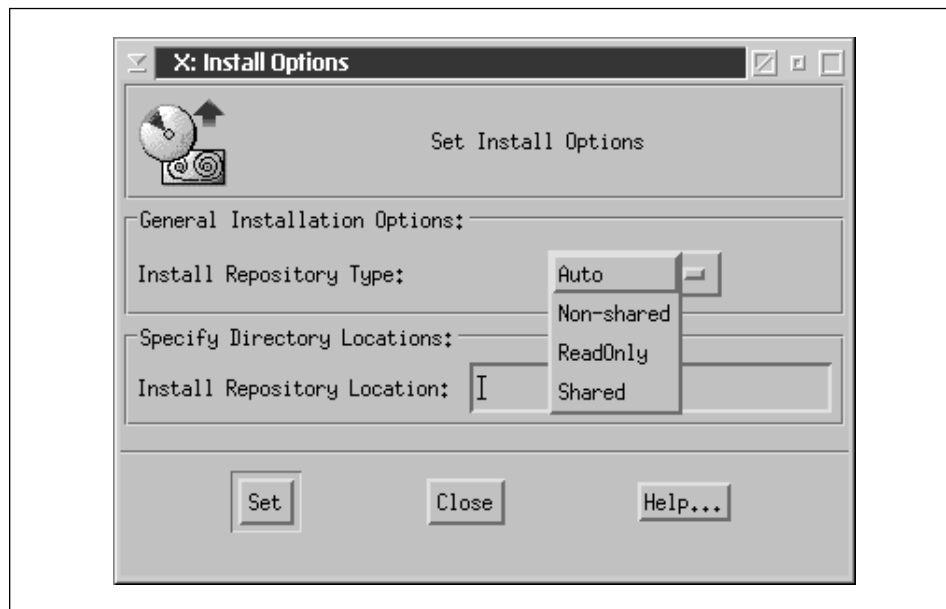 X: Install Options
Set Install Options
General Installation Options:
Install Repository Type:
Auto
Non-shared
ReadOnly
Shared
Specify Directory Locations:
Install Repository Location:
Set
Close
Help...